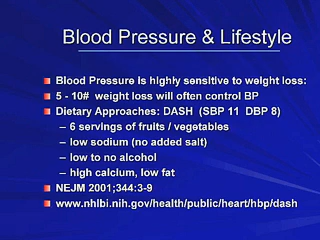 Blood Pressure & Lifestyle
Blood Pressure is highly sensitive to weight loss:
5 - 10# weight loss will often control BP
Dietary Approaches: DASH (SBP 11 DBP 8)
– 6 servings of fruits / vegetables
– low sodium (no added salt)
– low to no alcohol
– high calcium, low fat
NEJM 2001;344:3-9
www.nhlbi.nih.gov/health/public/heart/hbp/dash